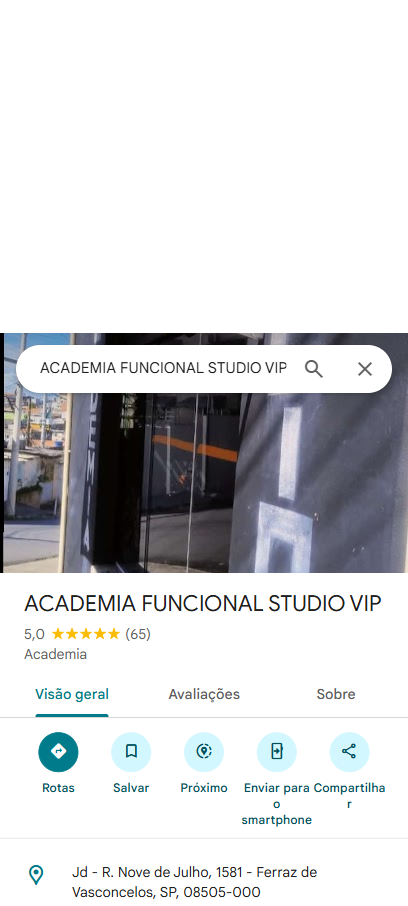 ACADEMIA FUNCIONAL STUDIO VIP
ACADEMIA FUNCIONAL STUDIO VIP
5,0 (65)
Academia
Visão geral Avaliações Sobre
Rotas Salvar Próximo Enviar para o smartphone Compartilhar
Jd - R. Nove de Julho, 1581 - Ferraz de
Vasconcelos, SP, 08505-000